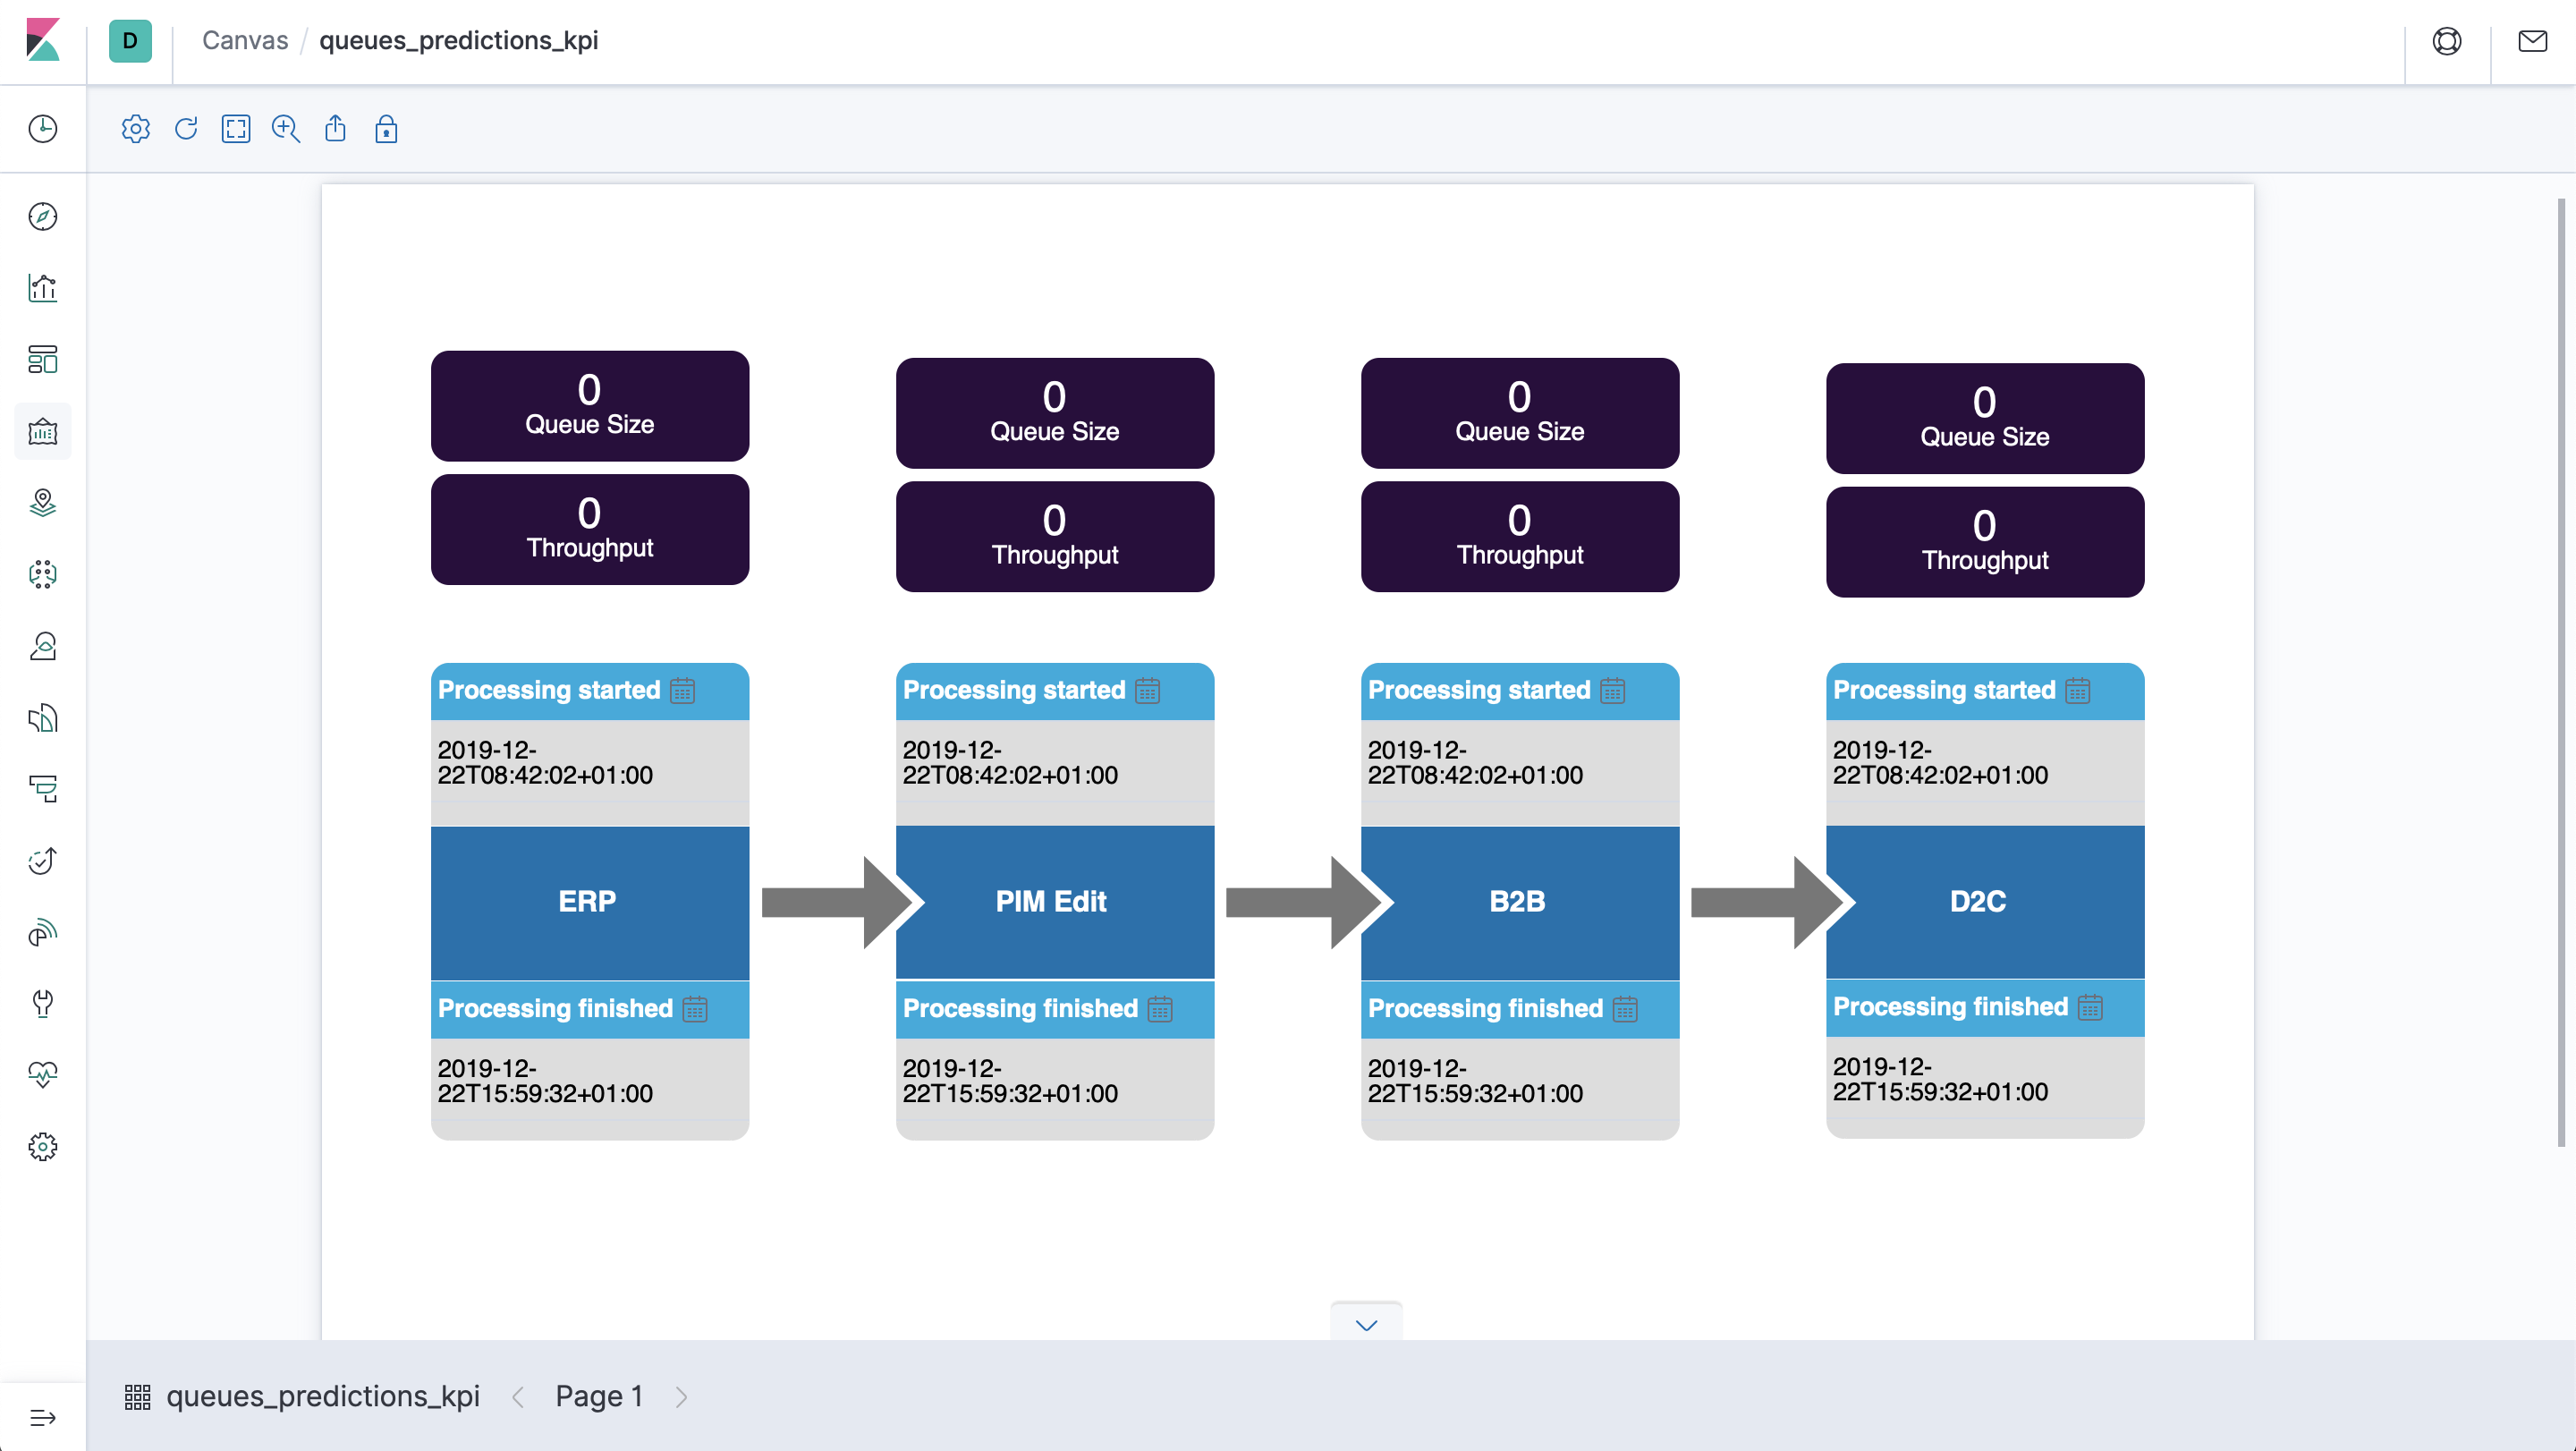 D
Canvas / queues_predictions_kpi
0
Queue Size
0
Throughput
0
Queue Size
0
Throughput
0
Queue Size
0
Throughput
0
Queue Size
0
Throughput
Processing started
2019-12-
22T08:42:02+01:00
ERP
Processing finished
2019-12-
22T15:59:32+01:00
Processing started
2019-12-
22T08:42:02+01:00
PIM Edit
Processing finished
2019-12-
22T15:59:32+01:00
Processing started
2019-12-
22T08:42:02+01:00
B2B
Processing finished
2019-12-
22T15:59:32+01:00
Processing started
2019-12-
22T08:42:02+01:00
D2C
Processing finished
2019-12-
22T15:59:32+01:00
queues_predictions_kpi
Page 1